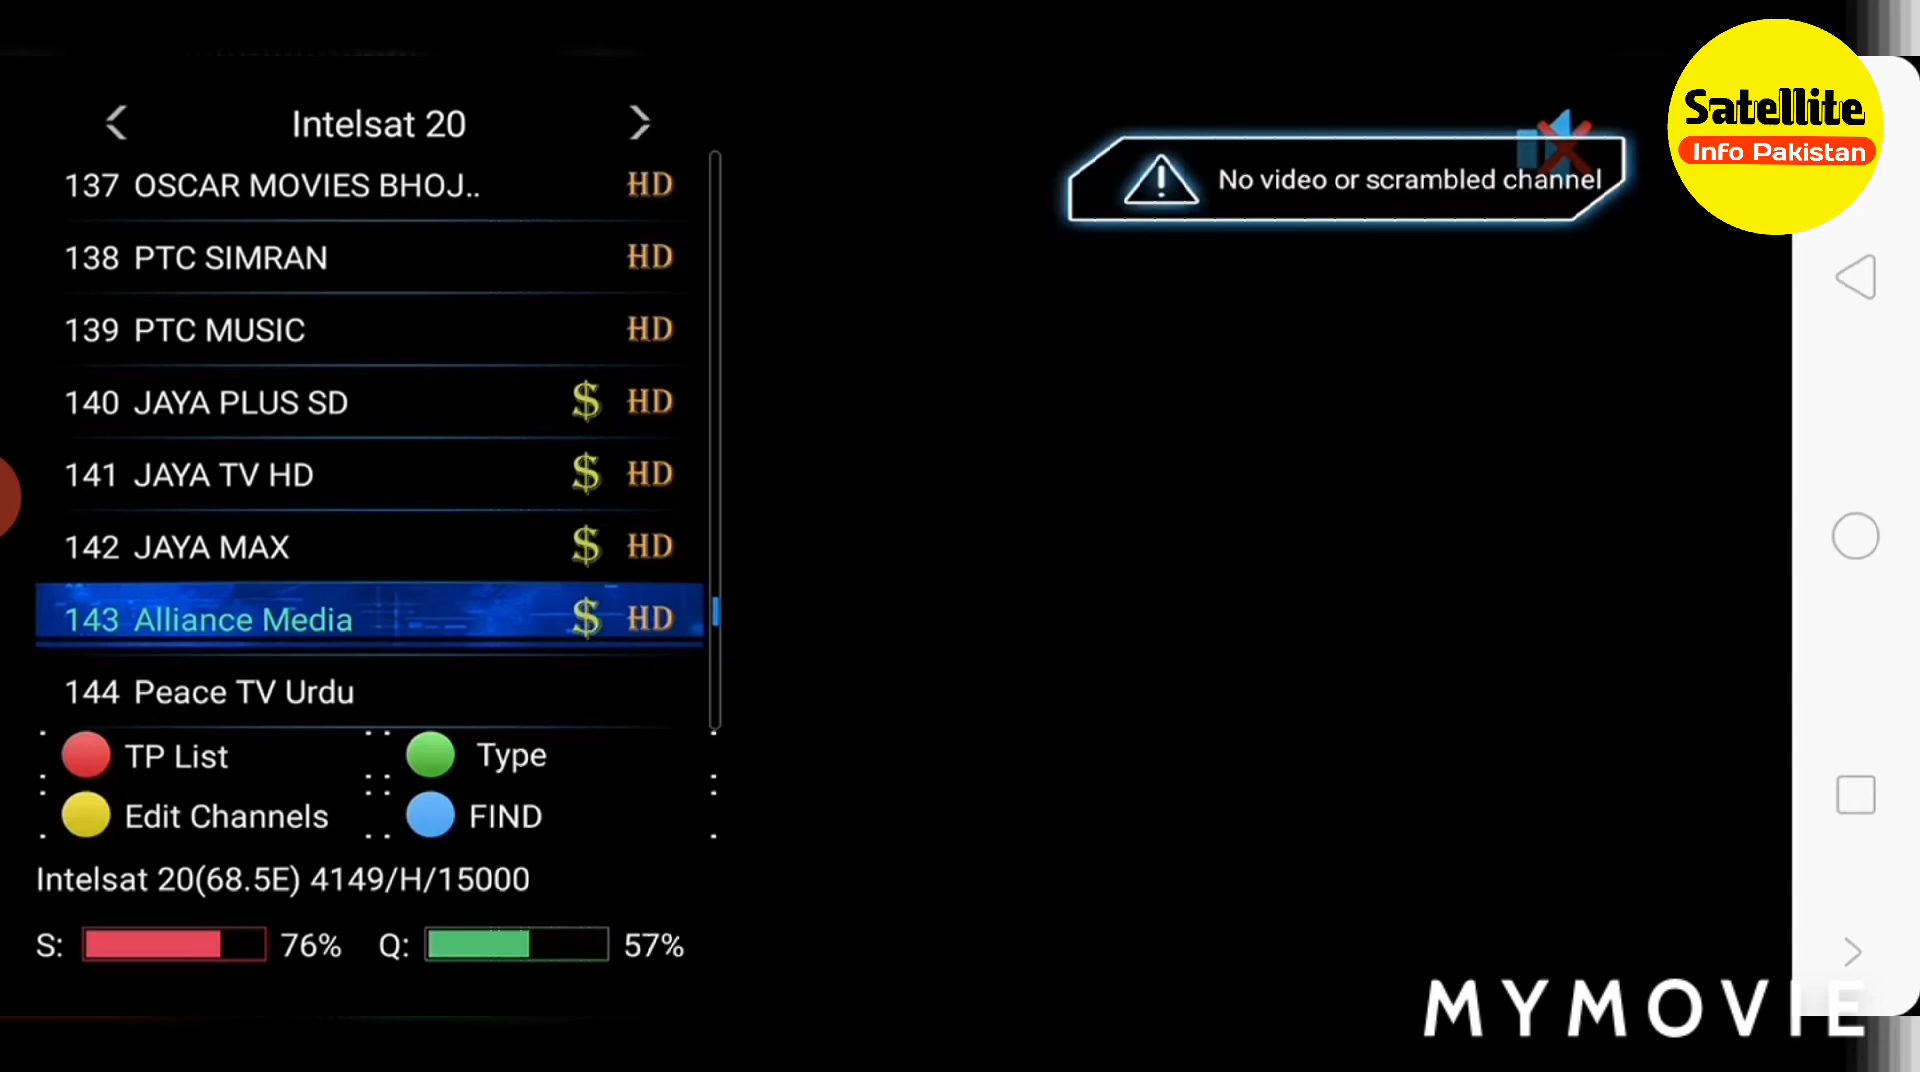 Intelsat 20
137 OSCAR MOVIES BHOJ.. HD
138 PTC SIMRAN HD
139 PTC MUSIC HD
140 JAYA PLUS SD $ HD
141 JAYA TV HD $ HD
142 JAYA MAX $ HD
143 Alliance Media $ HD
144 Peace TV Urdu
TP List Type
Edit Channels FIND
Intelsat 20(68.5E) 4149/H/15000
S: 76% Q: 57%
No video or scrambled channel
Satellite
Info Pakistan
MYMOVIE